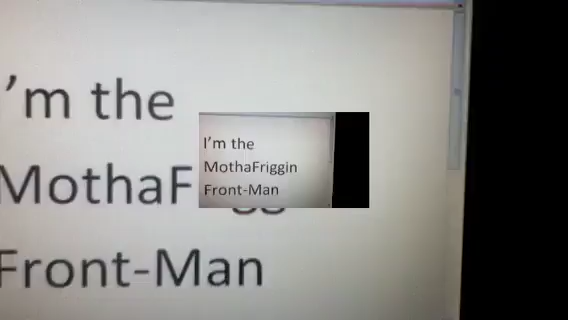 ’m the
MothaF
Front-Man
I’m the
MothaFriggin
Front-Man